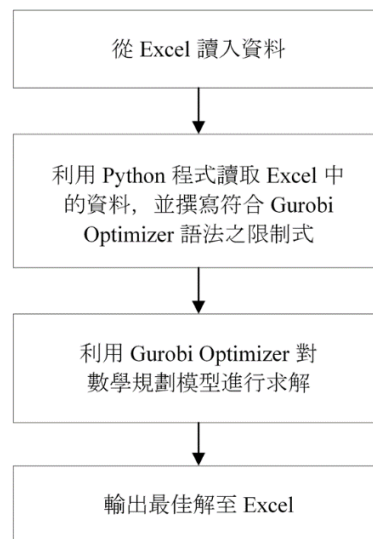 從 Excel 讀入資料
利用 Python 程式讀取 Excel 中
的資料，並撰寫符合 Gurobi
Optimizer 語法之限制式
利用 Gurobi Optimizer 對
數學規劃模型進行求解
輸出最佳解至 Excel